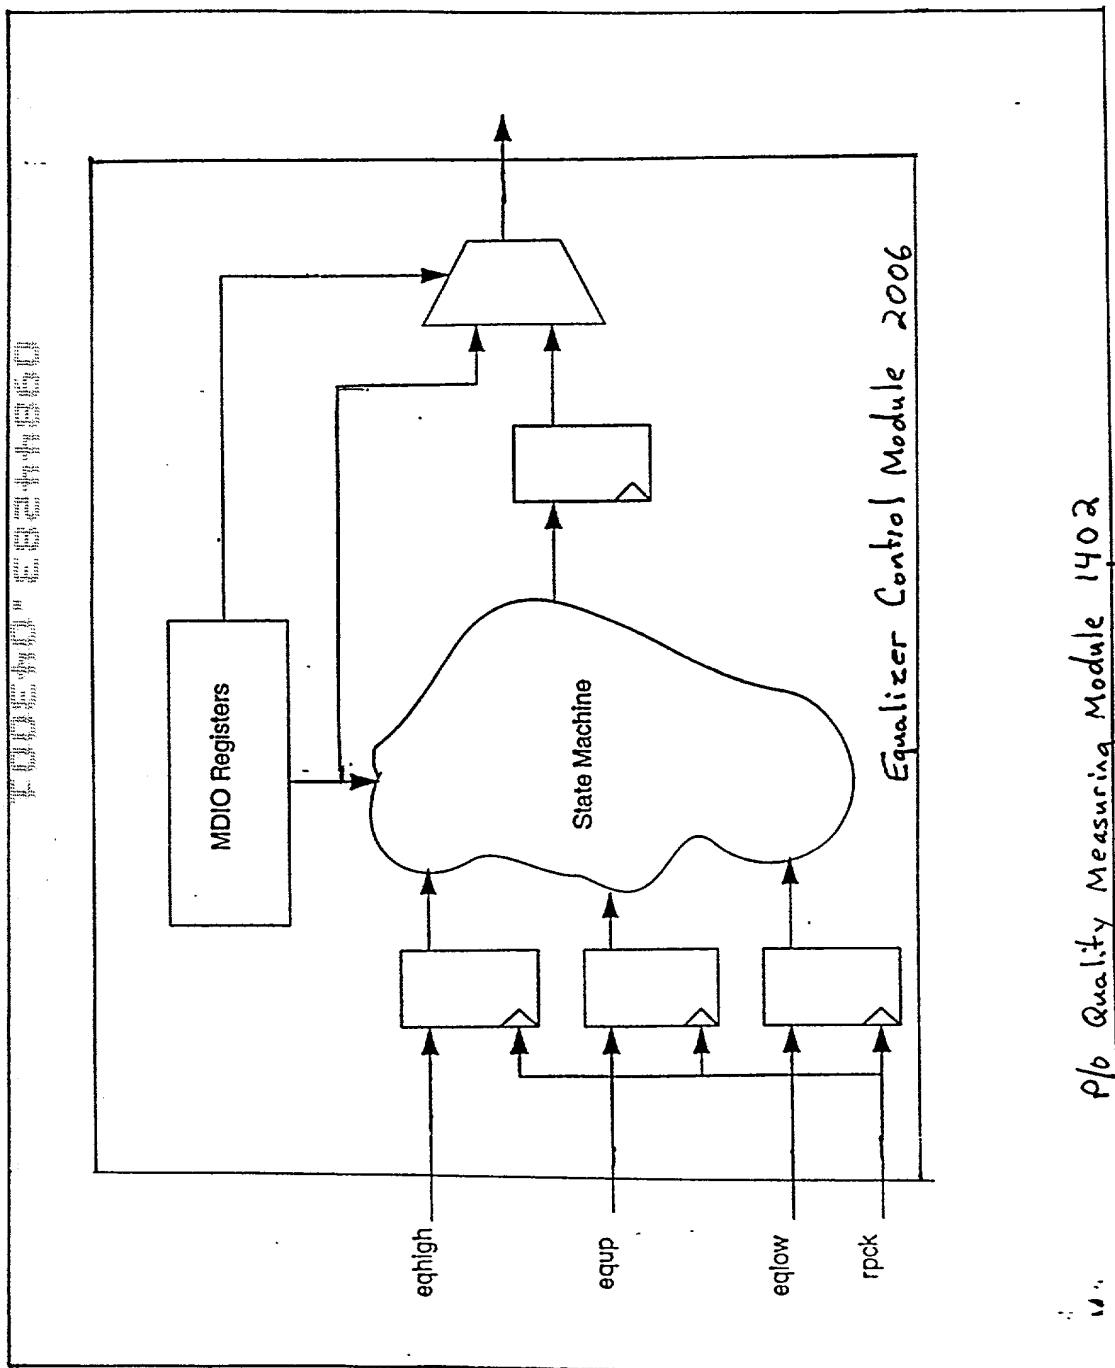 MDIO Registers
State Machine
eqhigh
equp
eqlow
rpck
Equalizer Control Module 2006
P/o Quality Measuring Module 1402